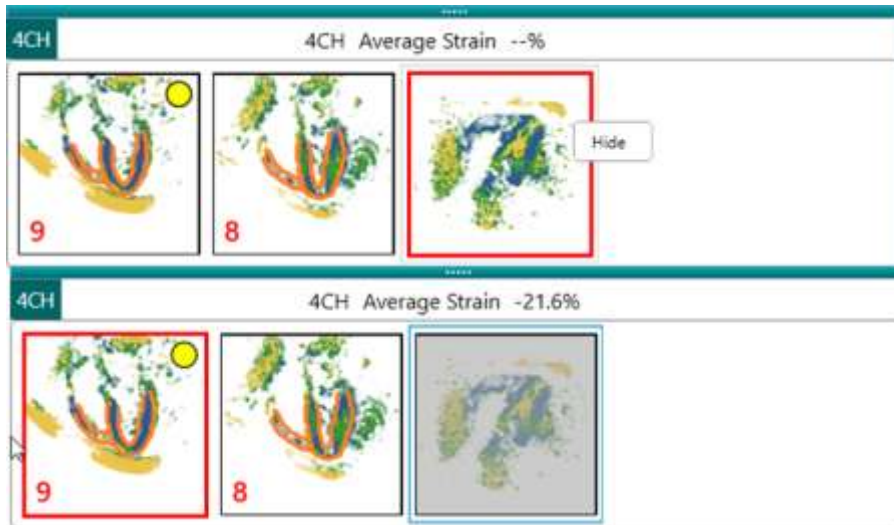 4CH 4CH Average Strain --%
Hide
9 8
4CH 4CH Average Strain -21.6%
9 8